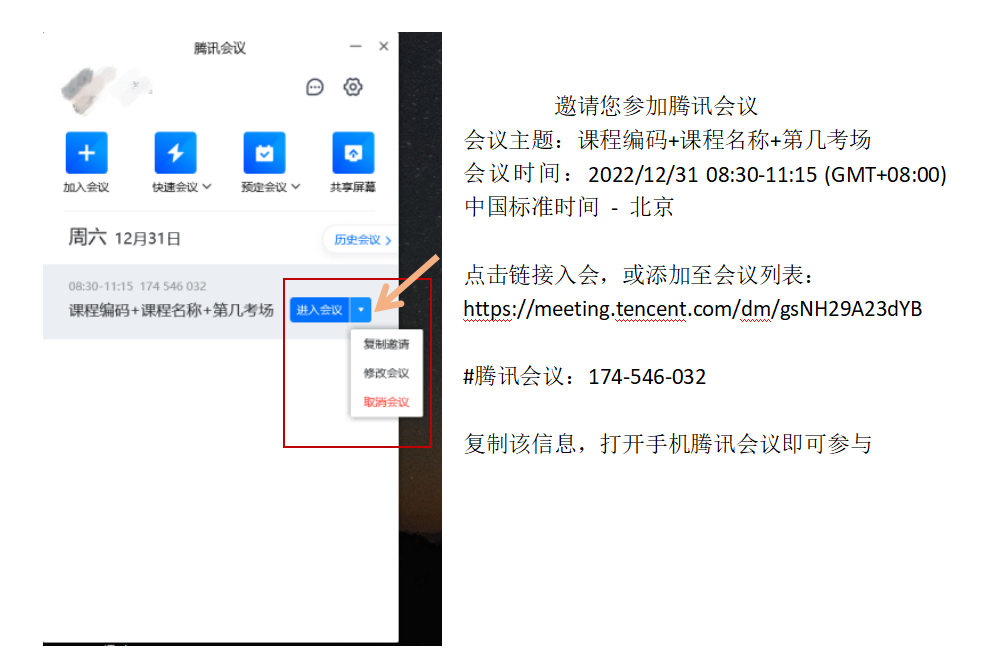 腾讯会议
加入会议
快速会议
预定会议
共享屏幕
周六 12月31日
历史会议
08:30-11:15 174 546 032
课程编码+课程名称+第几考场
进入会议
复制邀请
修改会议
取消会议
邀请您参加腾讯会议
会议主题：课程编码+课程名称+第几考场
会议时间：2022/12/31 08:30-11:15 (GMT+08:00)
中国标准时间 - 北京
点击链接入会，或添加至会议列表：
https://meeting.tencent.com/dm/gsNH29A23dYB
#腾讯会议：174-546-032
复制该信息，打开手机腾讯会议即可参与